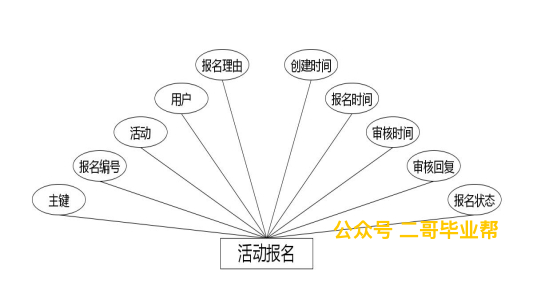 报名理由
创建时间
用户
报名时间
活动
审核时间
报名编号
审核回复
主键
报名状态
公众号 二哥毕业帮
活动报名